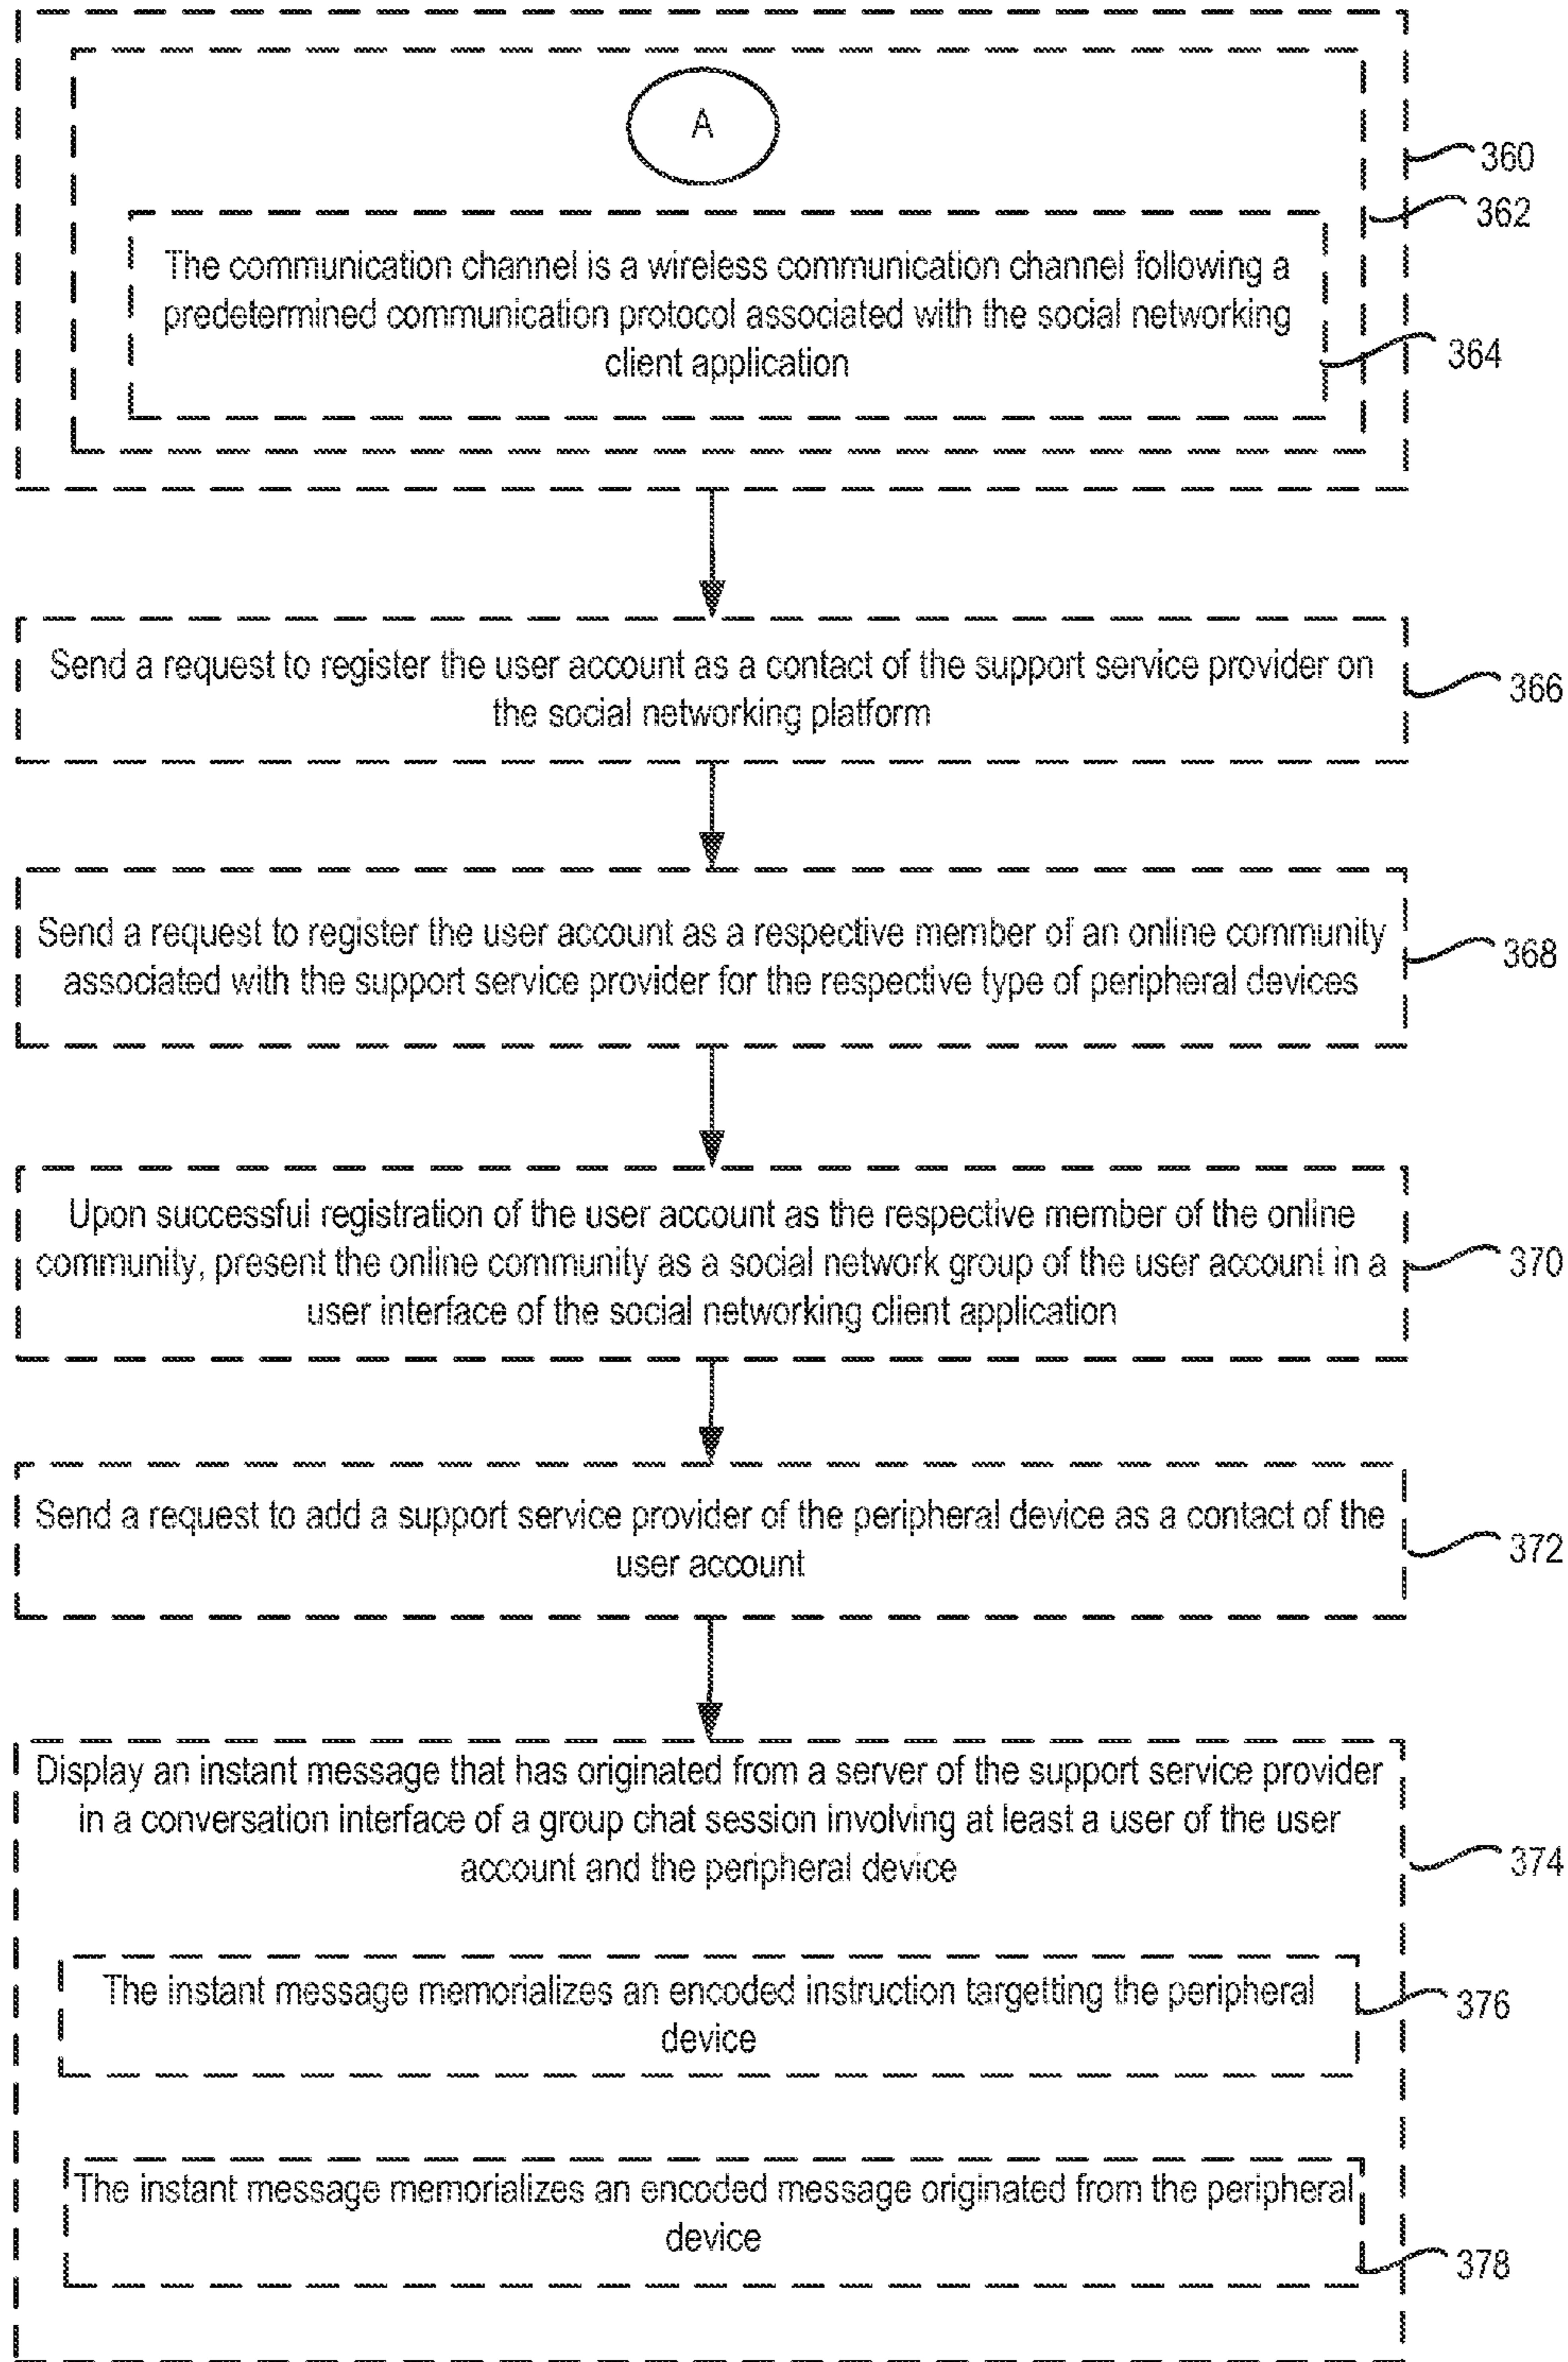 A
360
362
The communication channel is a wireless communication channel following a
predetermined communication protocol associated with the social networking
client application
364
Send a request to register the user account as a contact of the support service provider on
the social networking platform
366
Send a request to register the user account as a respective member of an online community
associated with the support service provider for the respective type of peripheral devices
368
Upon successful registration of the user account as the respective member of the online
community, present the online community as a social network group of the user account in a
user interface of the social networking client application
370
Send a request to add a support service provider of the peripheral device as a contact of the
user account
372
Display an instant message that has originated from a server of the support service provider
in a conversation interface of a group chat session involving at least a user of the user
account and the peripheral device
374
The instant message memorializes an encoded instruction targetting the peripheral
device
376
The instant message memorializes an encoded message originated from the peripheral
device
378